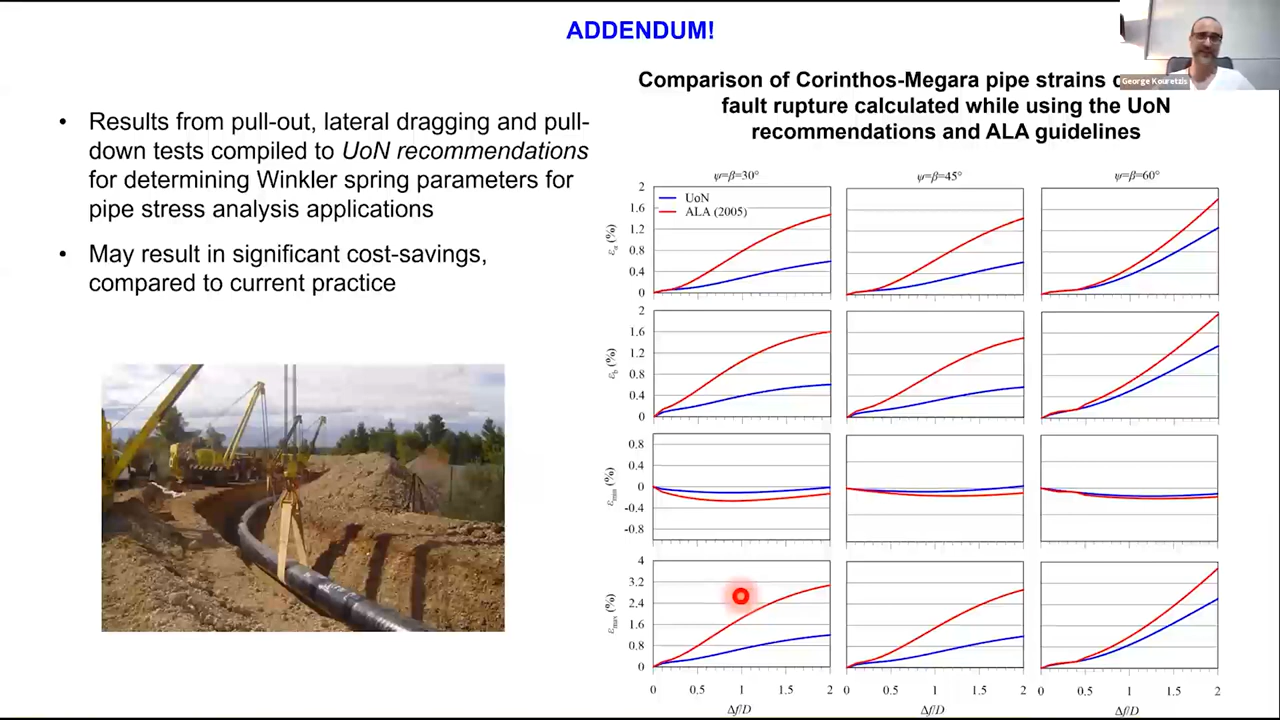 ADDENDUM!
George Kouretzis
• Results from pull-out, lateral dragging and pull-
down tests compiled to UoN recommendations
for determining Winkler spring parameters for
pipe stress analysis applications
• May result in significant cost-savings,
compared to current practice
Comparison of Corinthos-Megara pipe strains
fault rupture calculated while using the UoN
recommendations and ALA guidelines
ψ=β=30° ψ=β=45° ψ=β=60°
UoN
ALA (2005)
2
1.6
1.2
0.8
0.4
0
εa (%)
2
1.6
1.2
0.8
0.4
0
εb (%)
0.8
0.4
0
-0.4
-0.8
εmin (%)
4
3.2
2.4
1.6
0.8
0
εmax (%)
0 0.5 1 1.5 2 0 0.5 1 1.5 2 0 0.5 1 1.5 2
Δf/D Δf/D Δf/D